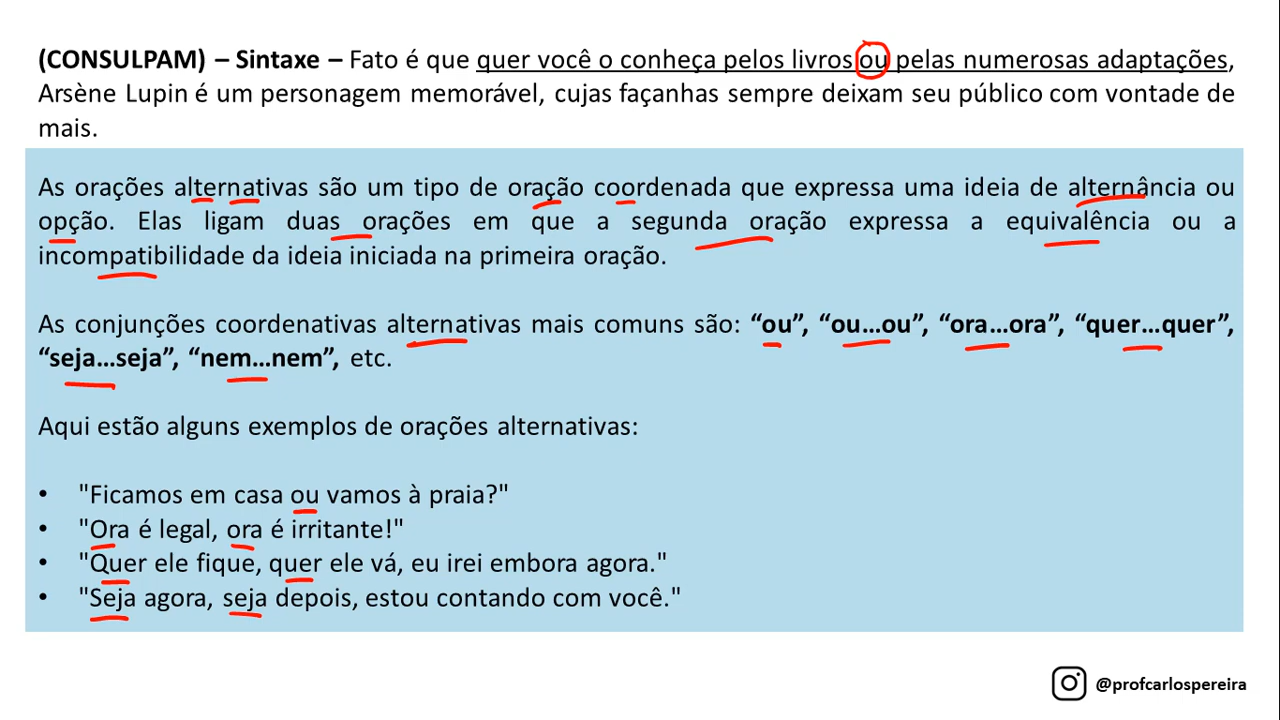 (CONSULPAM) – Sintaxe – Fato é que quer você o conheça pelos livros ou pelas numerosas adaptações,
Arsène Lupin é um personagem memorável, cujas façanhas sempre deixam seu público com vontade de
mais.
As orações alternativas são um tipo de oração coordenada que expressa uma ideia de alternância ou
opção. Elas ligam duas orações em que a segunda oração expressa a equivalência ou a
incompatibilidade da ideia iniciada na primeira oração.
As conjunções coordenativas alternativas mais comuns são: “ou”, “ou...ou”, “ora...ora”, “quer...quer”,
“seja...seja”, “nem...nem”, etc.
Aqui estão alguns exemplos de orações alternativas:
• "Ficamos em casa ou vamos à praia?"
• "Ora é legal, ora é irritante!"
• "Quer ele fique, quer ele vá, eu irei embora agora."
• "Seja agora, seja depois, estou contando com você."
@profcarlospereira